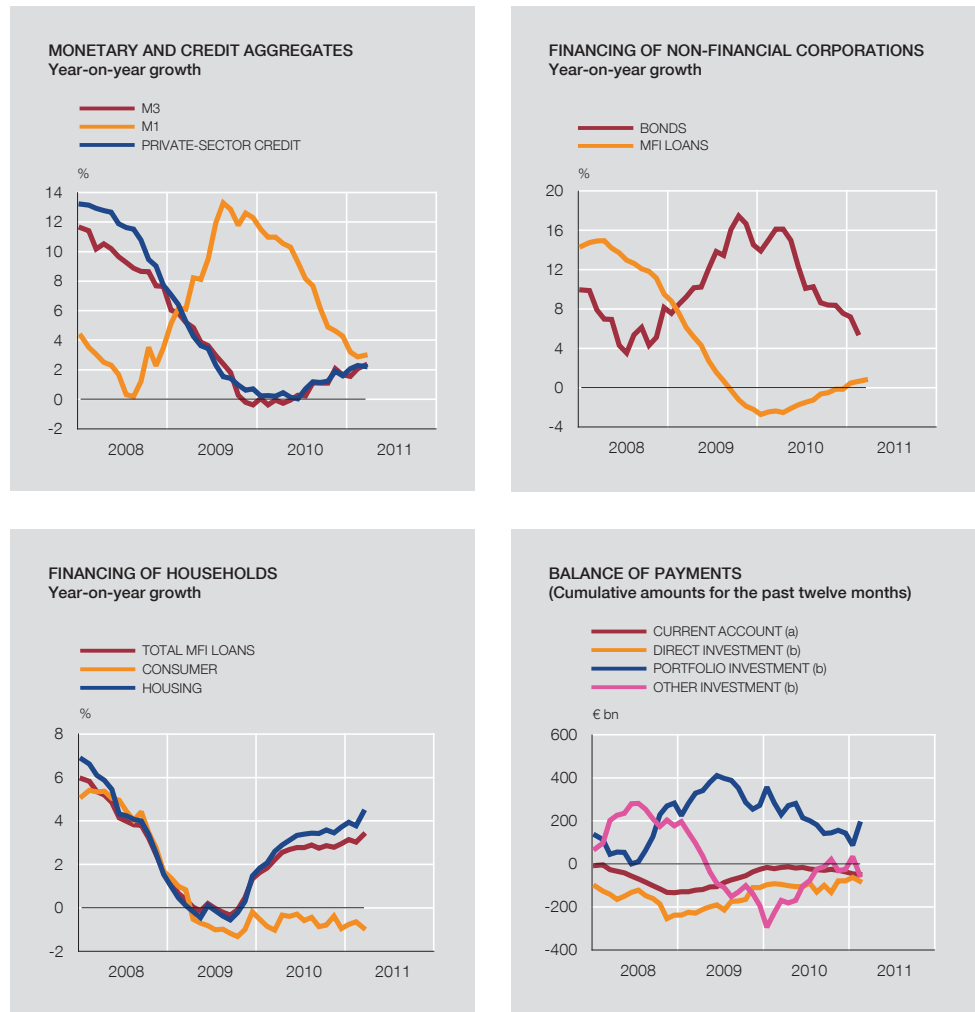 MONETARY AND CREDIT AGGREGATES
Year-on-year growth
M3
M1
PRIVATE-SECTOR CREDIT
%
14
12
10
8
6
4
2
0
-2
2008 2009 2010 2011
FINANCING OF NON-FINANCIAL CORPORATIONS
Year-on-year growth
BONDS
MFI LOANS
%
20
16
12
8
4
0
-4
2008 2009 2010 2011
FINANCING OF HOUSEHOLDS
Year-on-year growth
TOTAL MFI LOANS
CONSUMER
HOUSING
%
8
6
4
2
0
-2
2008 2009 2010 2011
BALANCE OF PAYMENTS
(Cumulative amounts for the past twelve months)
CURRENT ACCOUNT (a)
DIRECT INVESTMENT (b)
PORTFOLIO INVESTMENT (b)
OTHER INVESTMENT (b)
€ bn
600
400
200
0
-200
-400
2008 2009 2010 2011